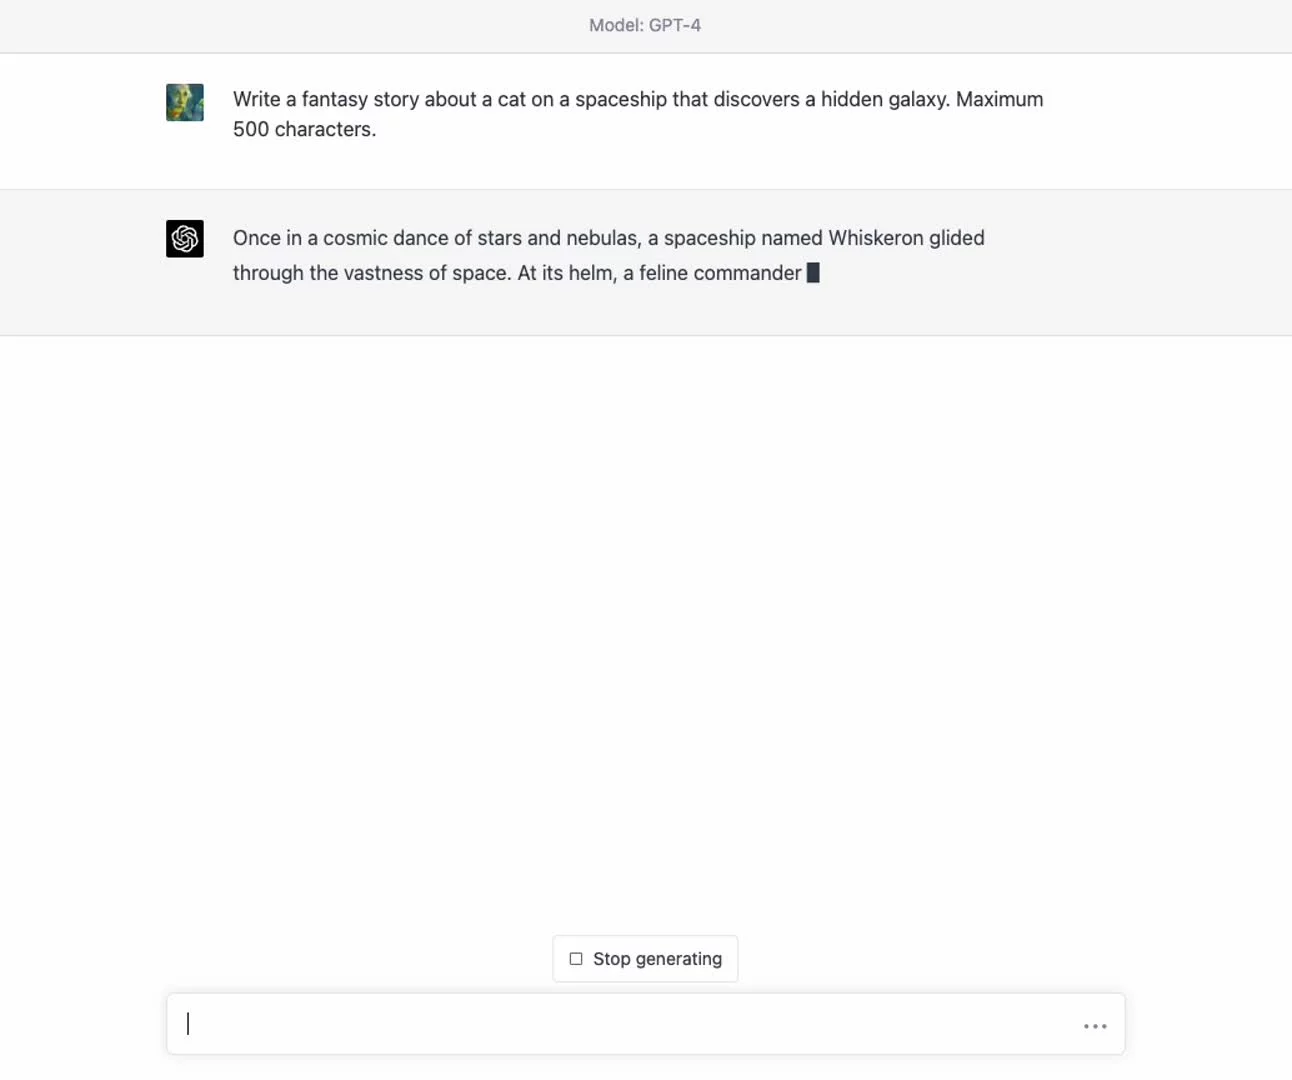 Model: GPT-4
Write a fantasy story about a cat on a spaceship that discovers a hidden galaxy. Maximum
500 characters.
Once in a cosmic dance of stars and nebulas, a spaceship named Whiskeron glided
through the vastness of space. At its helm, a feline commander
Stop generating